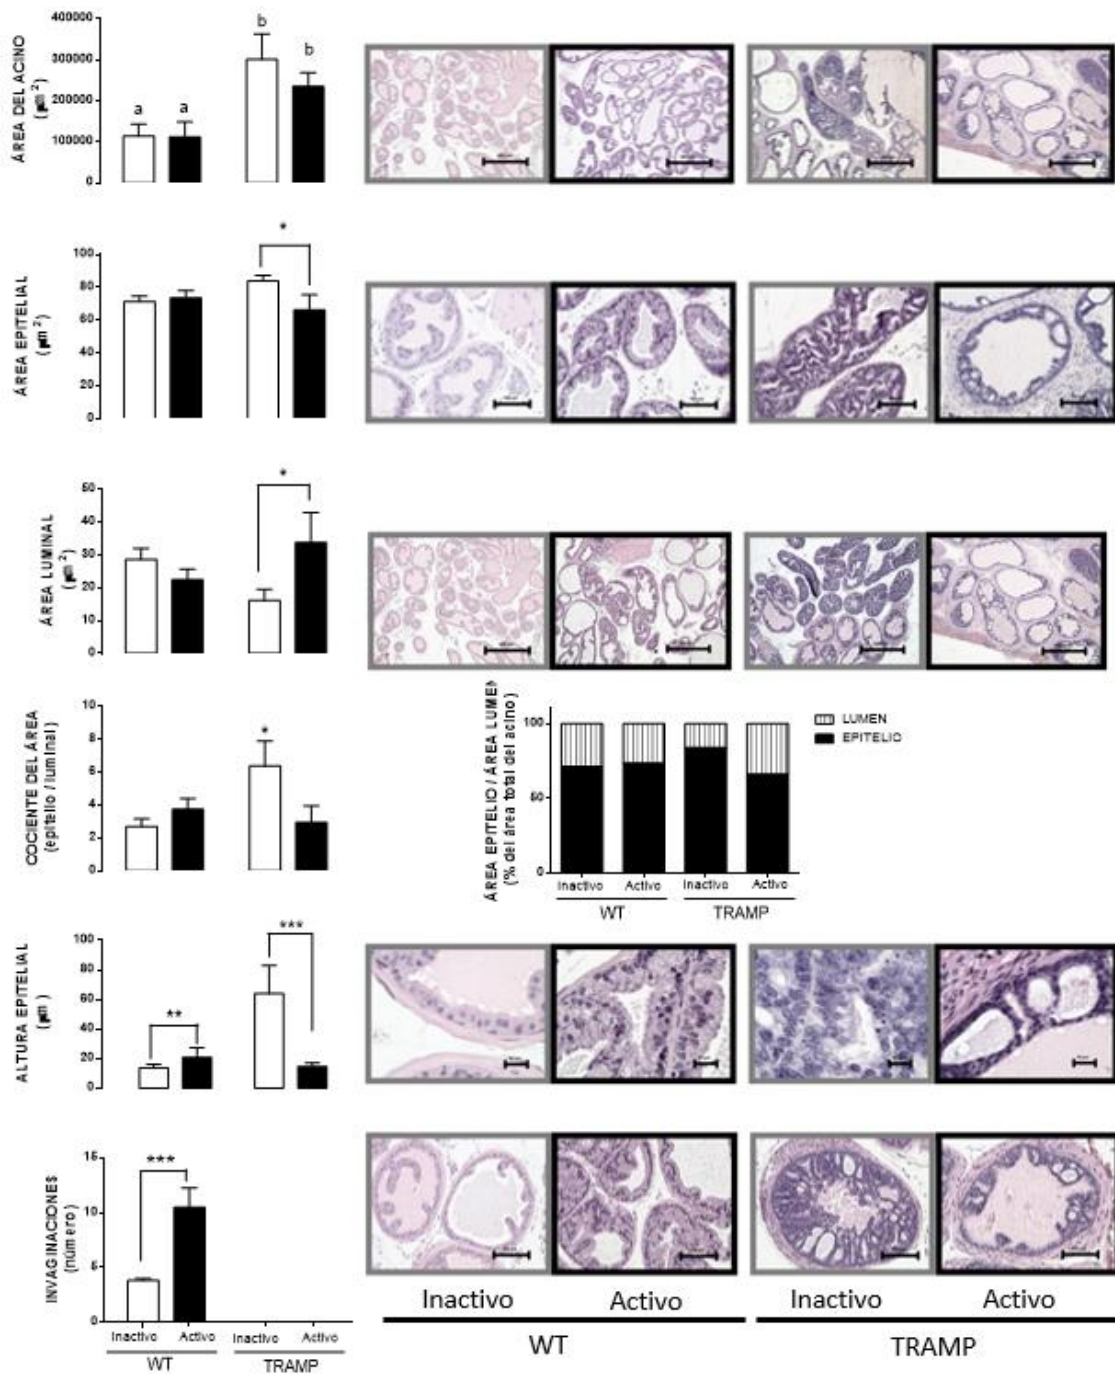 ÁREA DEL ACINO
(µm²)
400000
300000
200000
100000
0
a
a
b
b
ÁREA EPITELIAL
(µm²)
100
80
60
40
20
0
*
ÁREA LUMINAL
(µm²)
50
40
30
20
10
0
*
COCIENTE DEL ÁREA
(epitelio / luminal)
10
8
6
4
2
0
*
ÁREA EPITELIO / ÁREA LUMEN
(% del área total del acino)
100
50
0
LUMEN
EPITELIO
Inactivo Activo Inactivo Activo
WT TRAMP
ALTURA EPITELIAL
(µm)
100
80
60
40
20
0
**
***
INVAGINACIONES
(número)
15
10
5
0
***
Inactivo Activo Inactivo Activo
WT TRAMP
Inactivo Activo Inactivo Activo
WT TRAMP